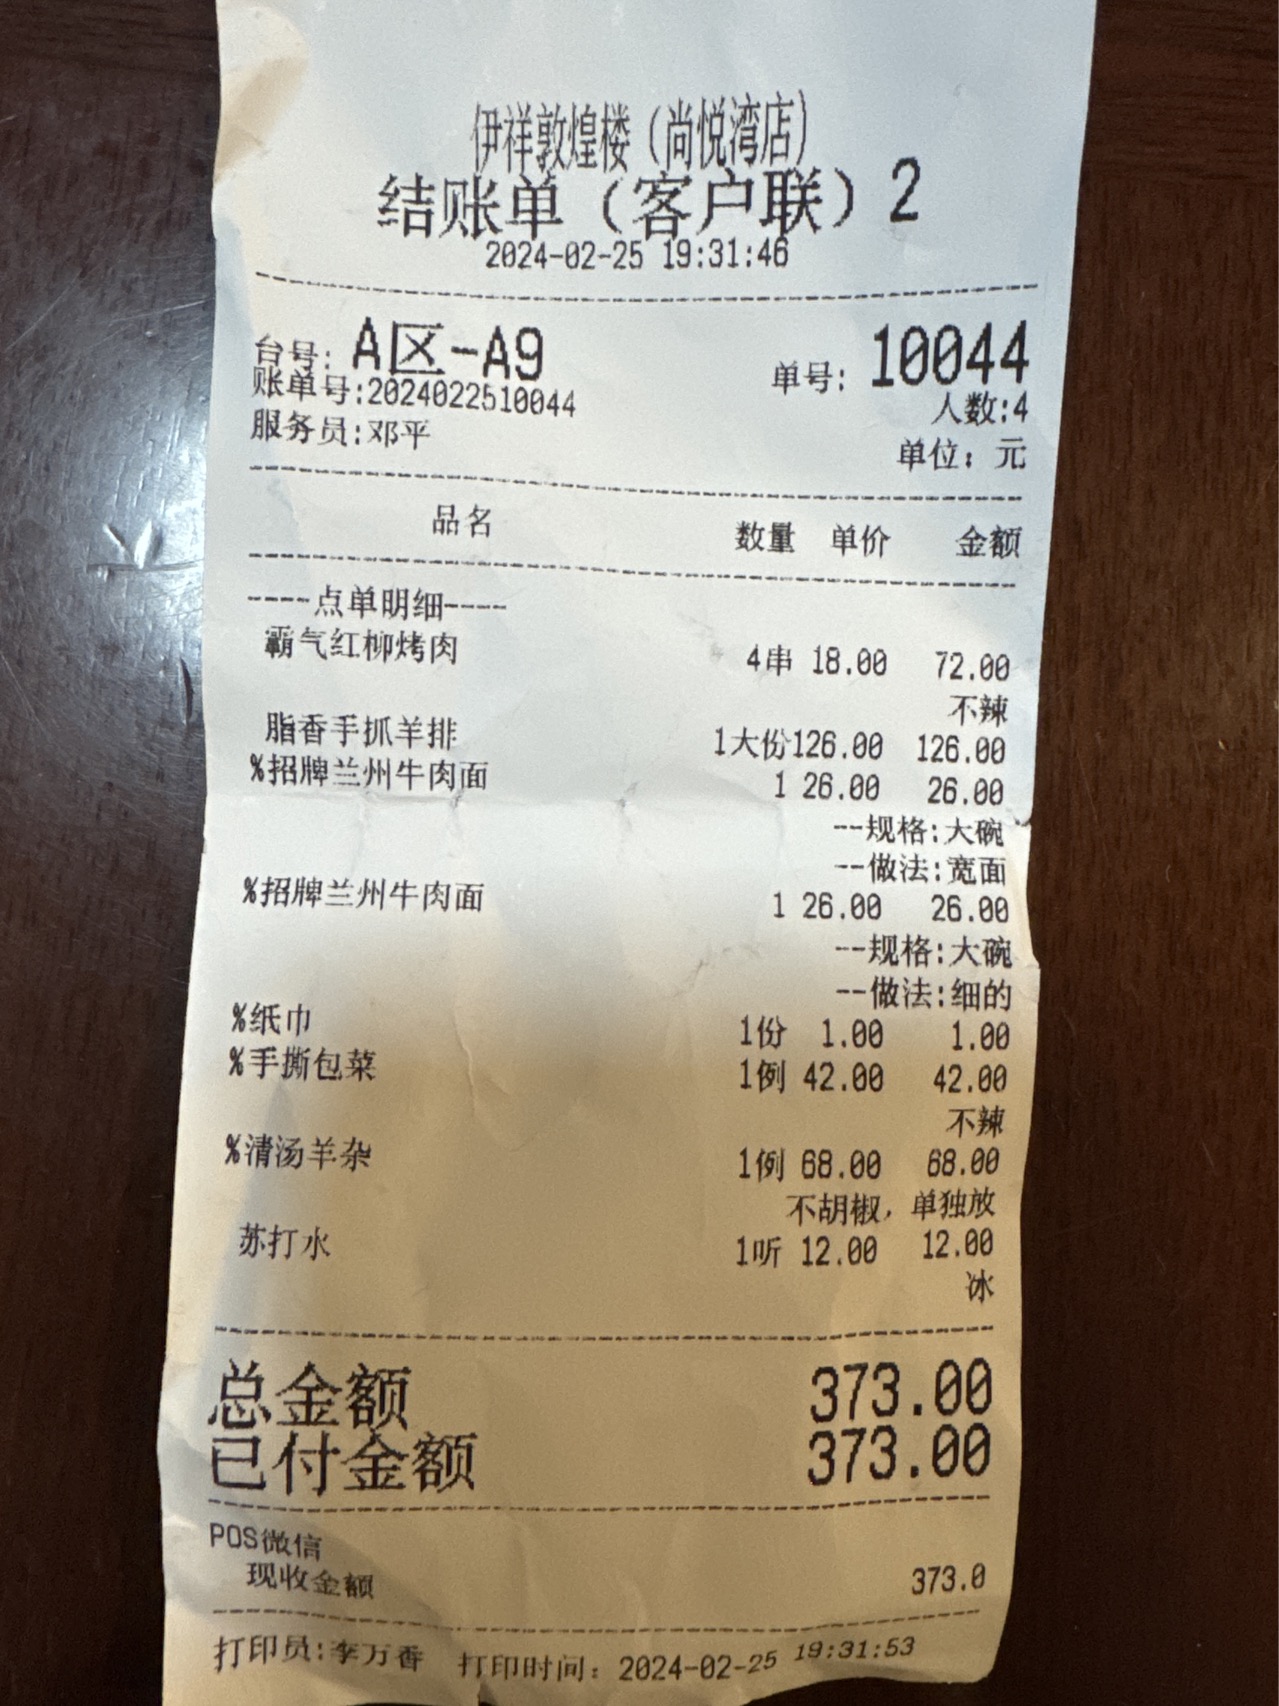 伊祥敦煌楼（尚悦湾店）
结账单（客户联）2
2024-02-25 19:31:46
台号: A区-A9 单号: 10044
账单号:2024022510044 人数:4
服务员:邓平 单位: 元
品名 数量 单价 金额
----点单明细----
霸气红柳烤肉 4串 18.00 72.00
不辣
脂香手抓羊排 1大份126.00 126.00
%招牌兰州牛肉面 1 26.00 26.00
--规格:大碗
--做法:宽面
%招牌兰州牛肉面 1 26.00 26.00
--规格:大碗
--做法:细的
%纸巾 1份 1.00 1.00
%手撕包菜 1例 42.00 42.00
不辣
%清汤羊杂 1例 68.00 68.00
不胡椒, 单独放
苏打水 1听 12.00 12.00
冰
总金额 373.00
已付金额 373.00
POS微信
现收金额 373.0
打印员:李万香 打印时间: 2024-02-25 19:31:53